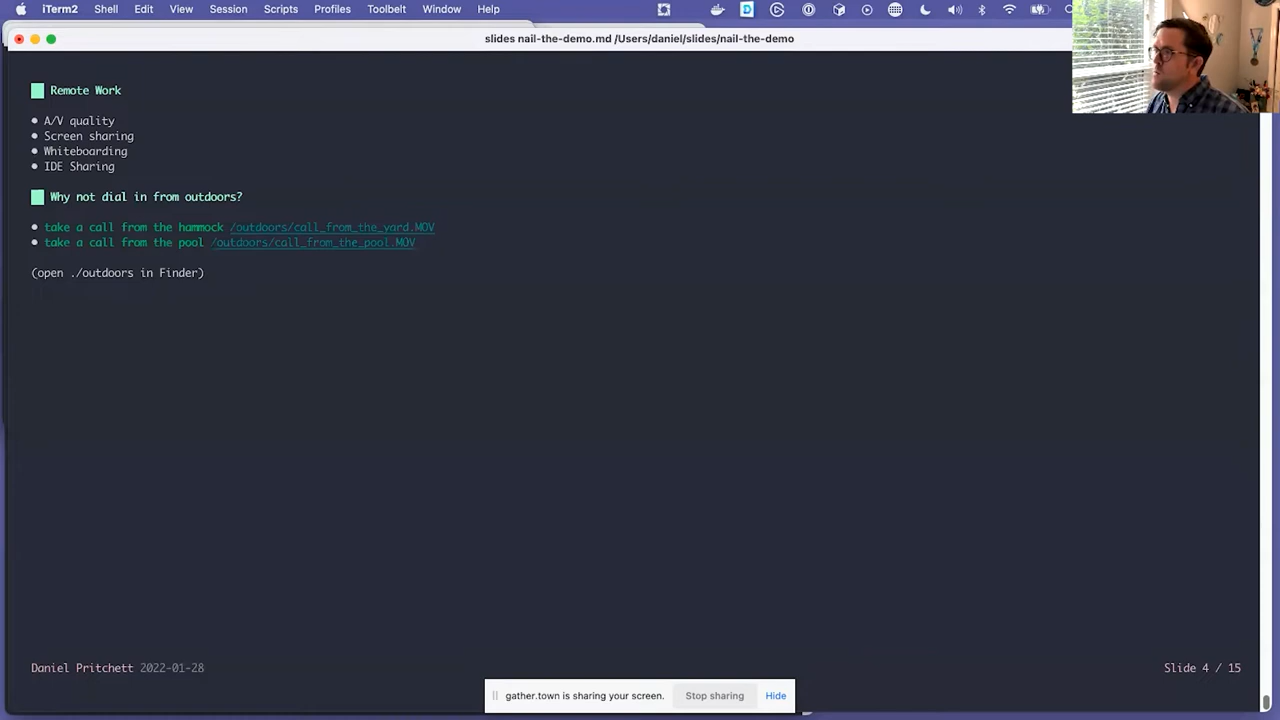 iTerm2 Shell Edit View Session Scripts Profiles Toolbelt Window Help
slides nail-the-demo.md /Users/daniel/slides/nail-the-demo
Remote Work
• A/V quality
• Screen sharing
• Whiteboarding
• IDE Sharing
Why not dial in from outdoors?
• take a call from the hammock /outdoors/call_from_the_yard.MOV
• take a call from the pool /outdoors/call_from_the_pool.MOV
(open ./outdoors in Finder)
Daniel Pritchett 2022-01-28
Slide 4 / 15
gather.town is sharing your screen. Stop sharing Hide